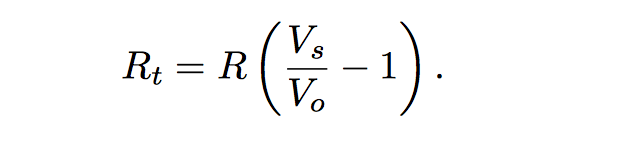 $R_t = R \left( \frac{V_s}{V_o} - 1 \right).$